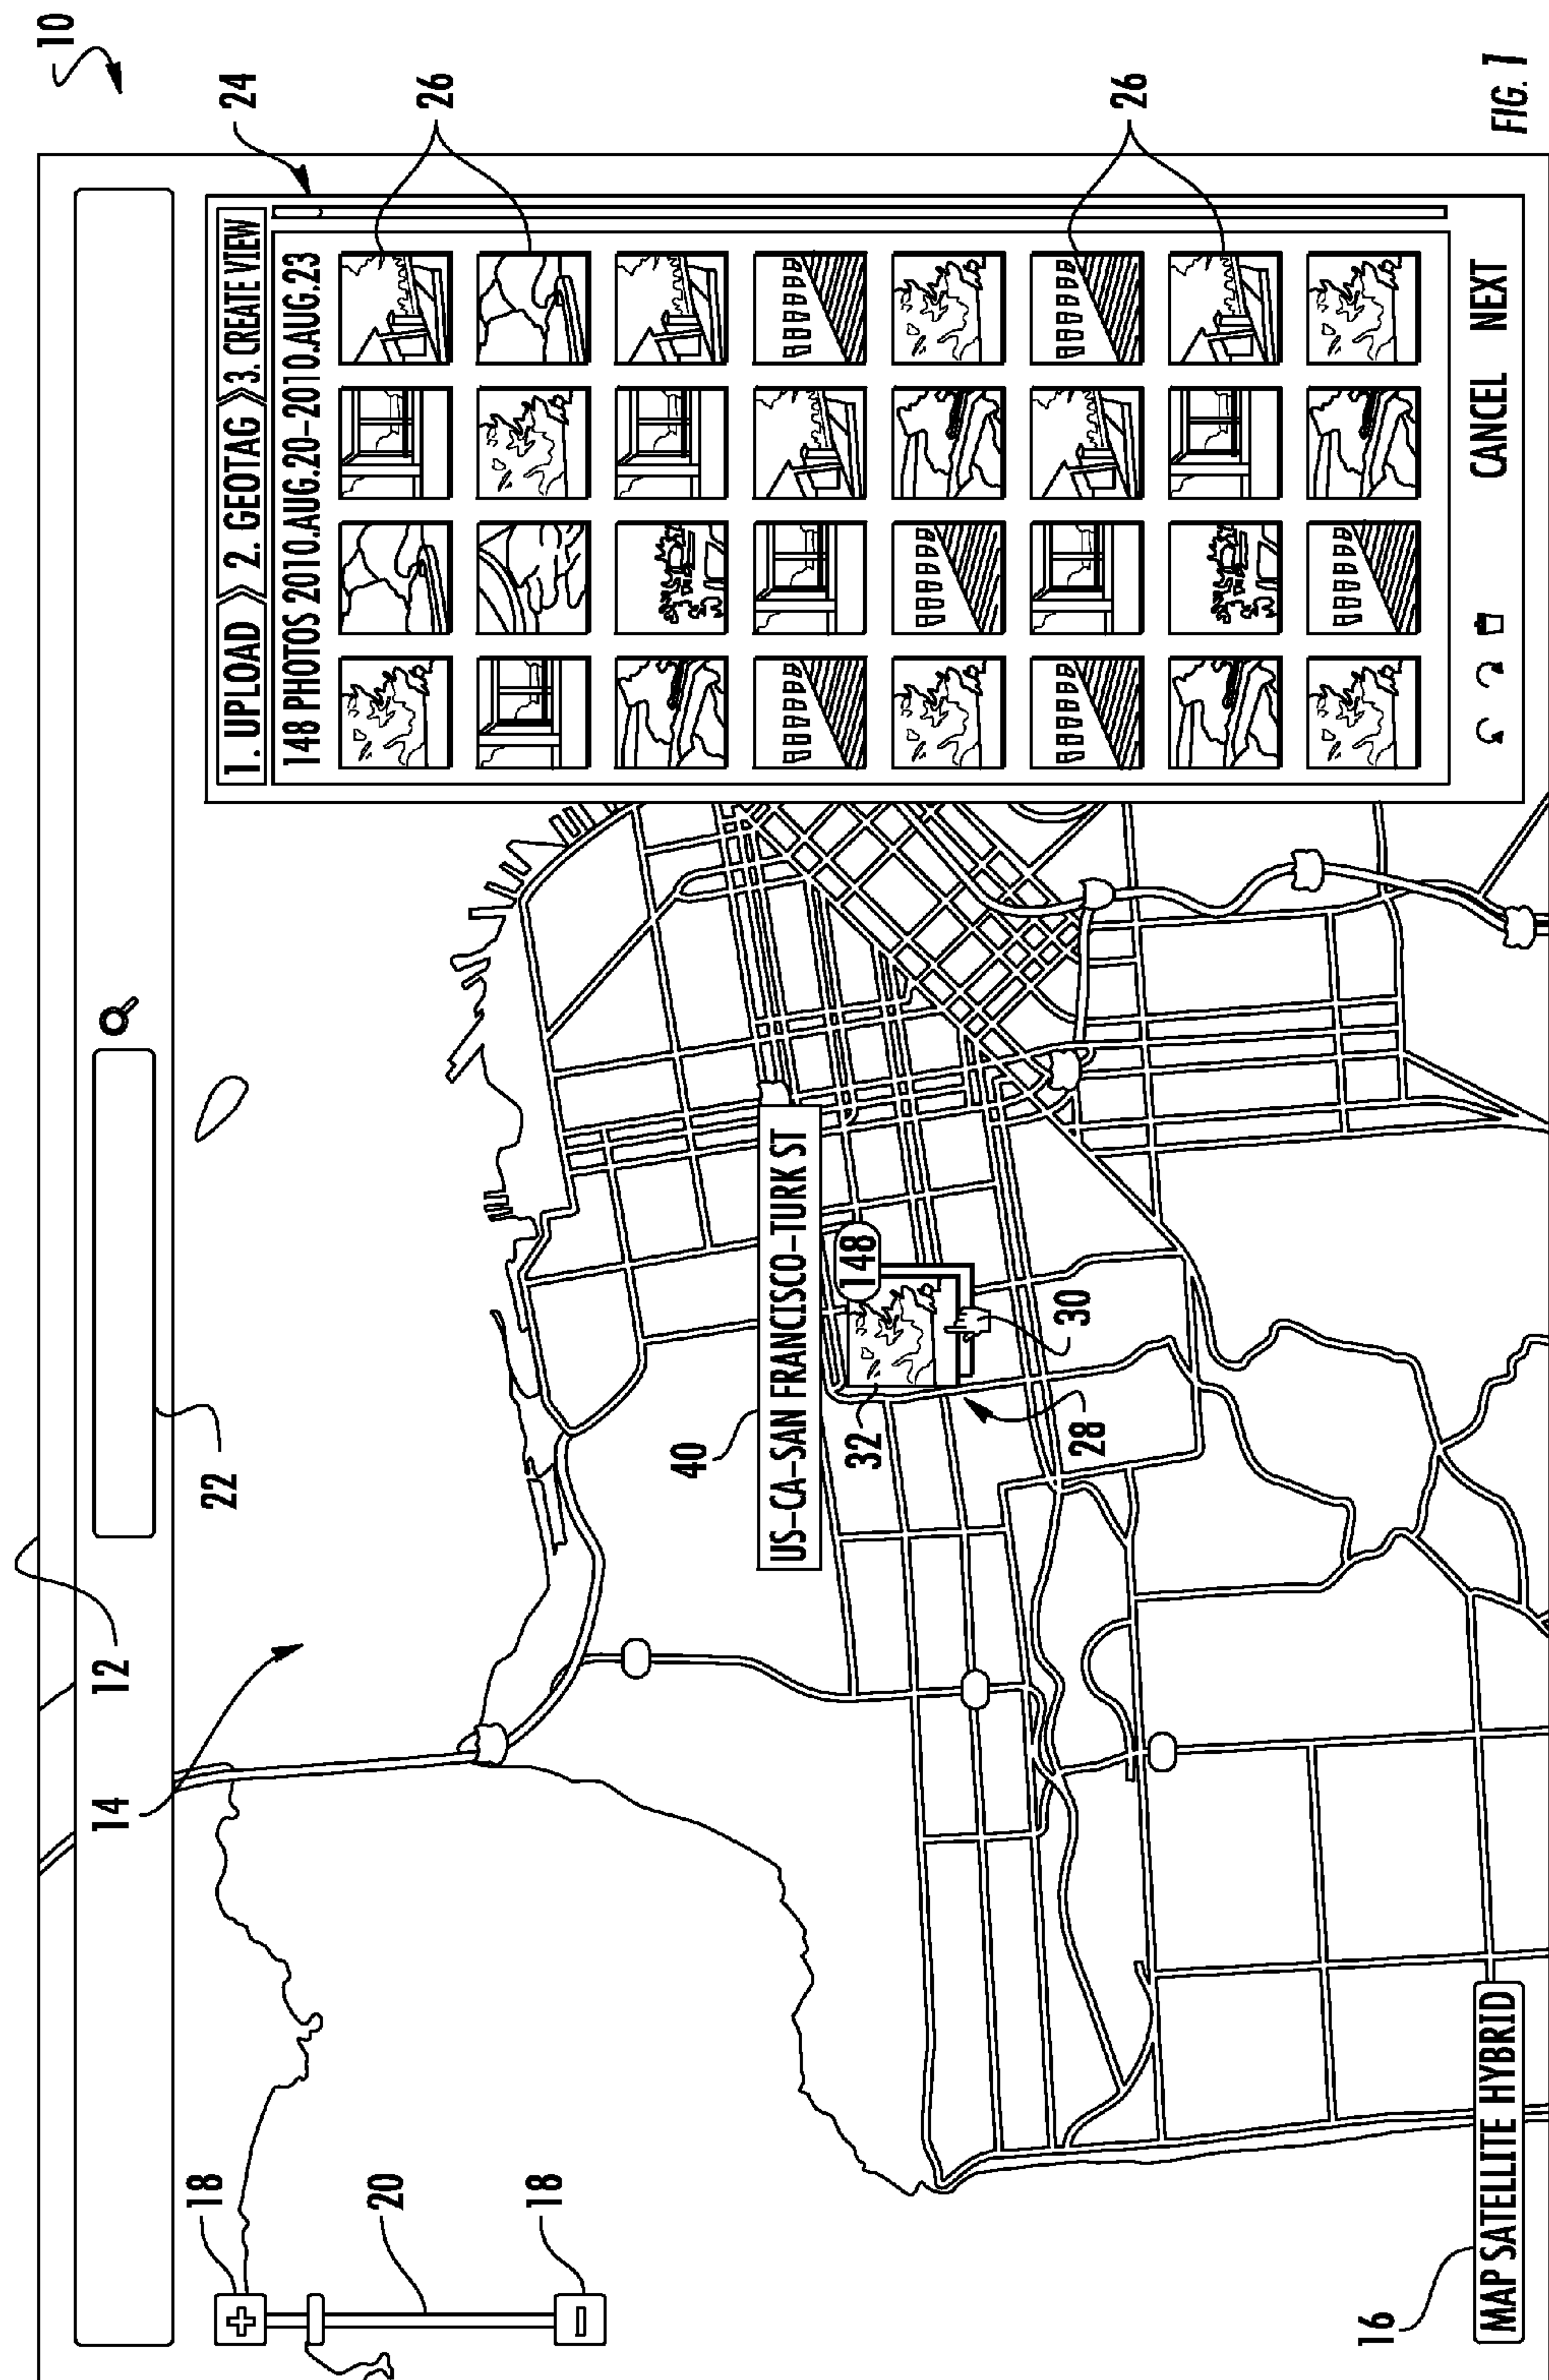 10
12
22
14
24
1. UPLOAD 2. GEOTAG 3. CREATE VIEW
148 PHOTOS 2010.AUG.20-2010.AUG.23
26
26
18
20
18
40
US-CA-SAN FRANCISCO-TURK ST
148
32
30
28
16
MAP SATELLITE HYBRID
CANCEL NEXT
FIG. 1